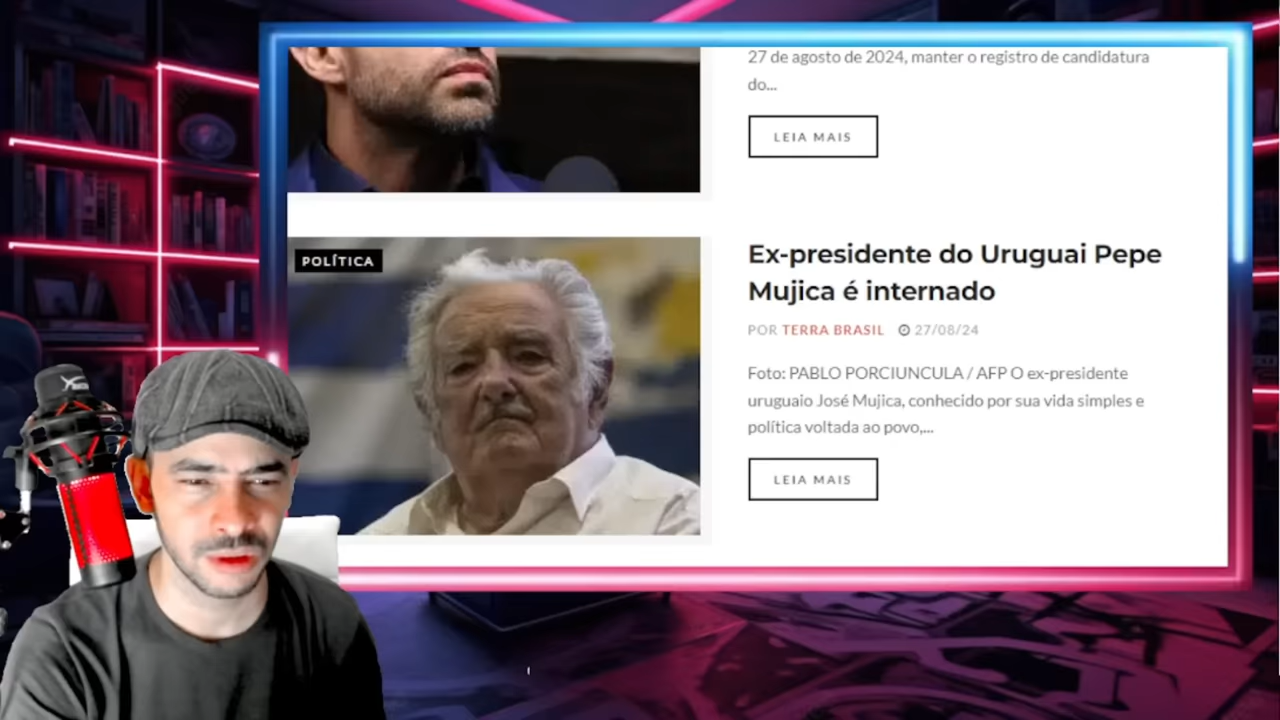 27 de agosto de 2024, manter o registro de candidatura
do...
LEIA MAIS
POLÍTICA
Ex-presidente do Uruguai Pepe
Mujica é internado
POR TERRA BRASIL 27/08/24
Foto: PABLO PORCIUNCULA / AFP O ex-presidente
uruguaio José Mujica, conhecido por sua vida simples e
política voltada ao povo,...
LEIA MAIS